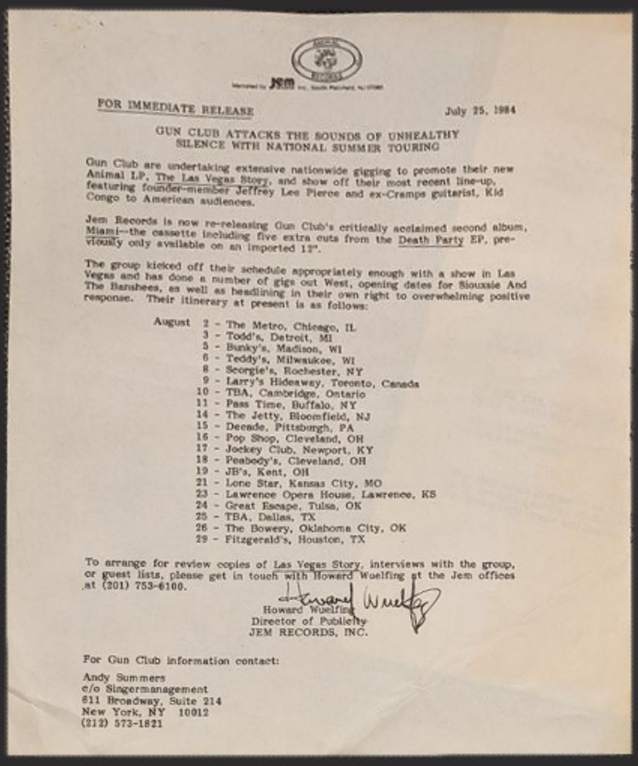 ANIMAL
RECORDS
Marketed by Jem Inc., South Plainfield, NJ 07080
FOR IMMEDIATE RELEASE
July 25, 1984
GUN CLUB ATTACKS THE SOUNDS OF UNHEALTHY
SILENCE WITH NATIONAL SUMMER TOURING
Gun Club are undertaking extensive nationwide gigging to promote their new
Animal LP, The Las Vegas Story, and show off their most recent line-up,
featuring founder-member Jeffrey Lee Pierce and ex-Cramps guitarist, Kid
Congo to American audiences.
Jem Records is now re-releasing Gun Club's critically acclaimed second album,
Miami—the cassette including five extra cuts from the Death Party EP, pre-
viously only available on an imported 12".
The group kicked off their schedule appropriately enough with a show in Las
Vegas and has done a number of gigs out West, opening dates for Siouxsie And
The Banshees, as well as headlining in their own right to overwhelming positive
response. Their itinerary at present is as follows:
August 2 - The Metro, Chicago, IL
3 - Todd's, Detroit, MI
5 - Bunky's, Madison, WI
6 - Teddy's, Milwaukee, WI
8 - Scorgie's, Rochester, NY
9 - Larry's Hideaway, Toronto, Canada
10 - TBA, Cambridge, Ontario
11 - Pass Time, Buffalo, NY
14 - The Jetty, Bloomfield, NJ
15 - Decade, Pittsburgh, PA
16 - Pop Shop, Cleveland, OH
17 - Jockey Club, Newport, KY
18 - Peabody's, Cleveland, OH
19 - JB's, Kent, OH
21 - Lone Star, Kansas City, MO
23 - Lawrence Opera House, Lawrence, KS
24 - Great Escape, Tulsa, OK
25 - TBA, Dallas, TX
26 - The Bowery, Oklahoma City, OK
29 - Fitzgerald's, Houston, TX
To arrange for review copies of Las Vegas Story, interviews with the group,
or guest lists, please get in touch with Howard Wuelfing at the Jem offices
at (201) 753-6100.
Howard Wuelfing
Howard Wuelfing
Director of Publicity
JEM RECORDS, INC.
For Gun Club information contact:
Andy Summers
c/o Singermanagement
611 Broadway, Suite 214
New York, NY 10012
(212) 573-1821